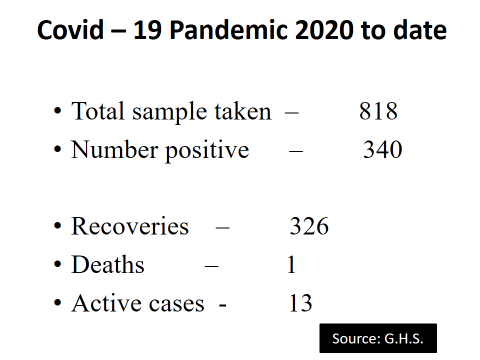 Covid – 19 Pandemic 2020 to date
• Total sample taken – 818
• Number positive – 340
• Recoveries – 326
• Deaths – 1
• Active cases - 13
Source: G.H.S.